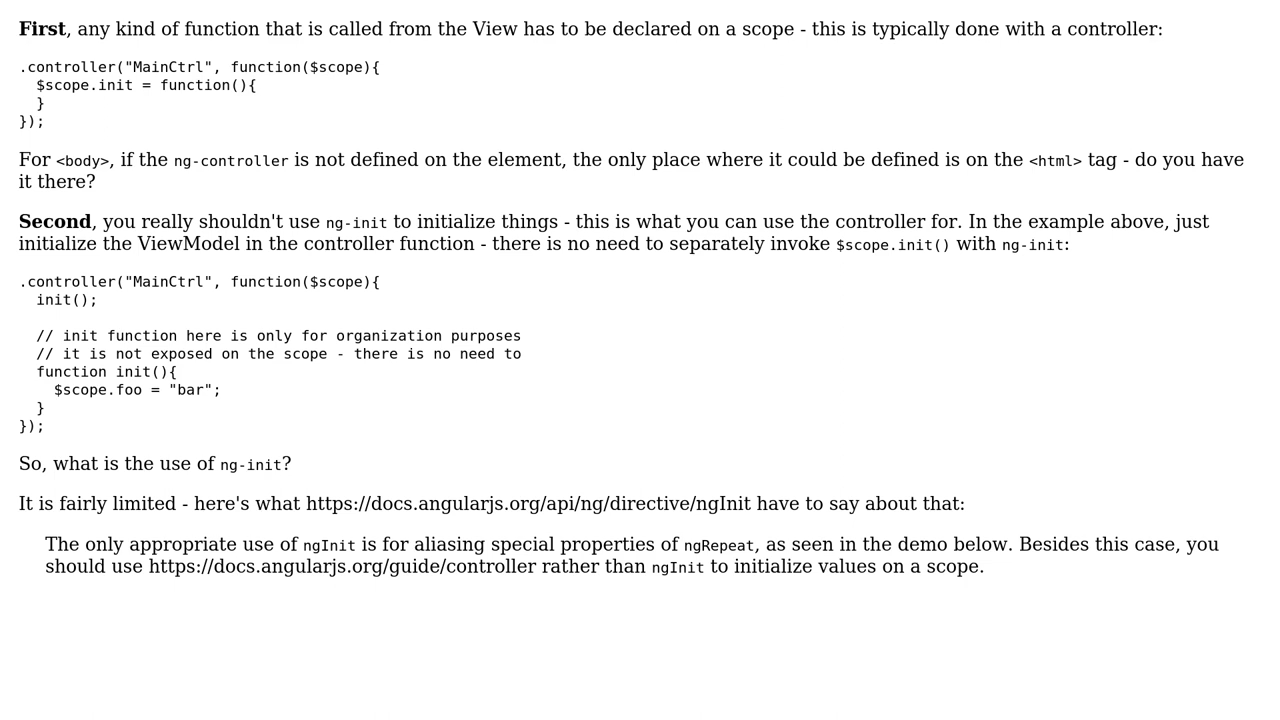 First, any kind of function that is called from the View has to be declared on a scope - this is typically done with a controller:
.controller("MainCtrl", function($scope){
  $scope.init = function(){
  }
});
For <body>, if the ng-controller is not defined on the element, the only place where it could be defined is on the <html> tag - do you have
it there?
Second, you really shouldn't use ng-init to initialize things - this is what you can use the controller for. In the example above, just
initialize the ViewModel in the controller function - there is no need to separately invoke $scope.init() with ng-init:
.controller("MainCtrl", function($scope){
  init();
  // init function here is only for organization purposes
  // it is not exposed on the scope - there is no need to
  function init(){
    $scope.foo = "bar";
  }
});
So, what is the use of ng-init?
It is fairly limited - here's what https://docs.angularjs.org/api/ng/directive/ngInit have to say about that:
The only appropriate use of ngInit is for aliasing special properties of ngRepeat, as seen in the demo below. Besides this case, you
should use https://docs.angularjs.org/guide/controller rather than ngInit to initialize values on a scope.